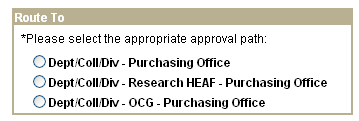 Route To
*Please select the appropriate approval path:
Dept/Coll/Div - Purchasing Office
Dept/Coll/Div - Research HEAF - Purchasing Office
Dept/Coll/Div - OCG - Purchasing Office